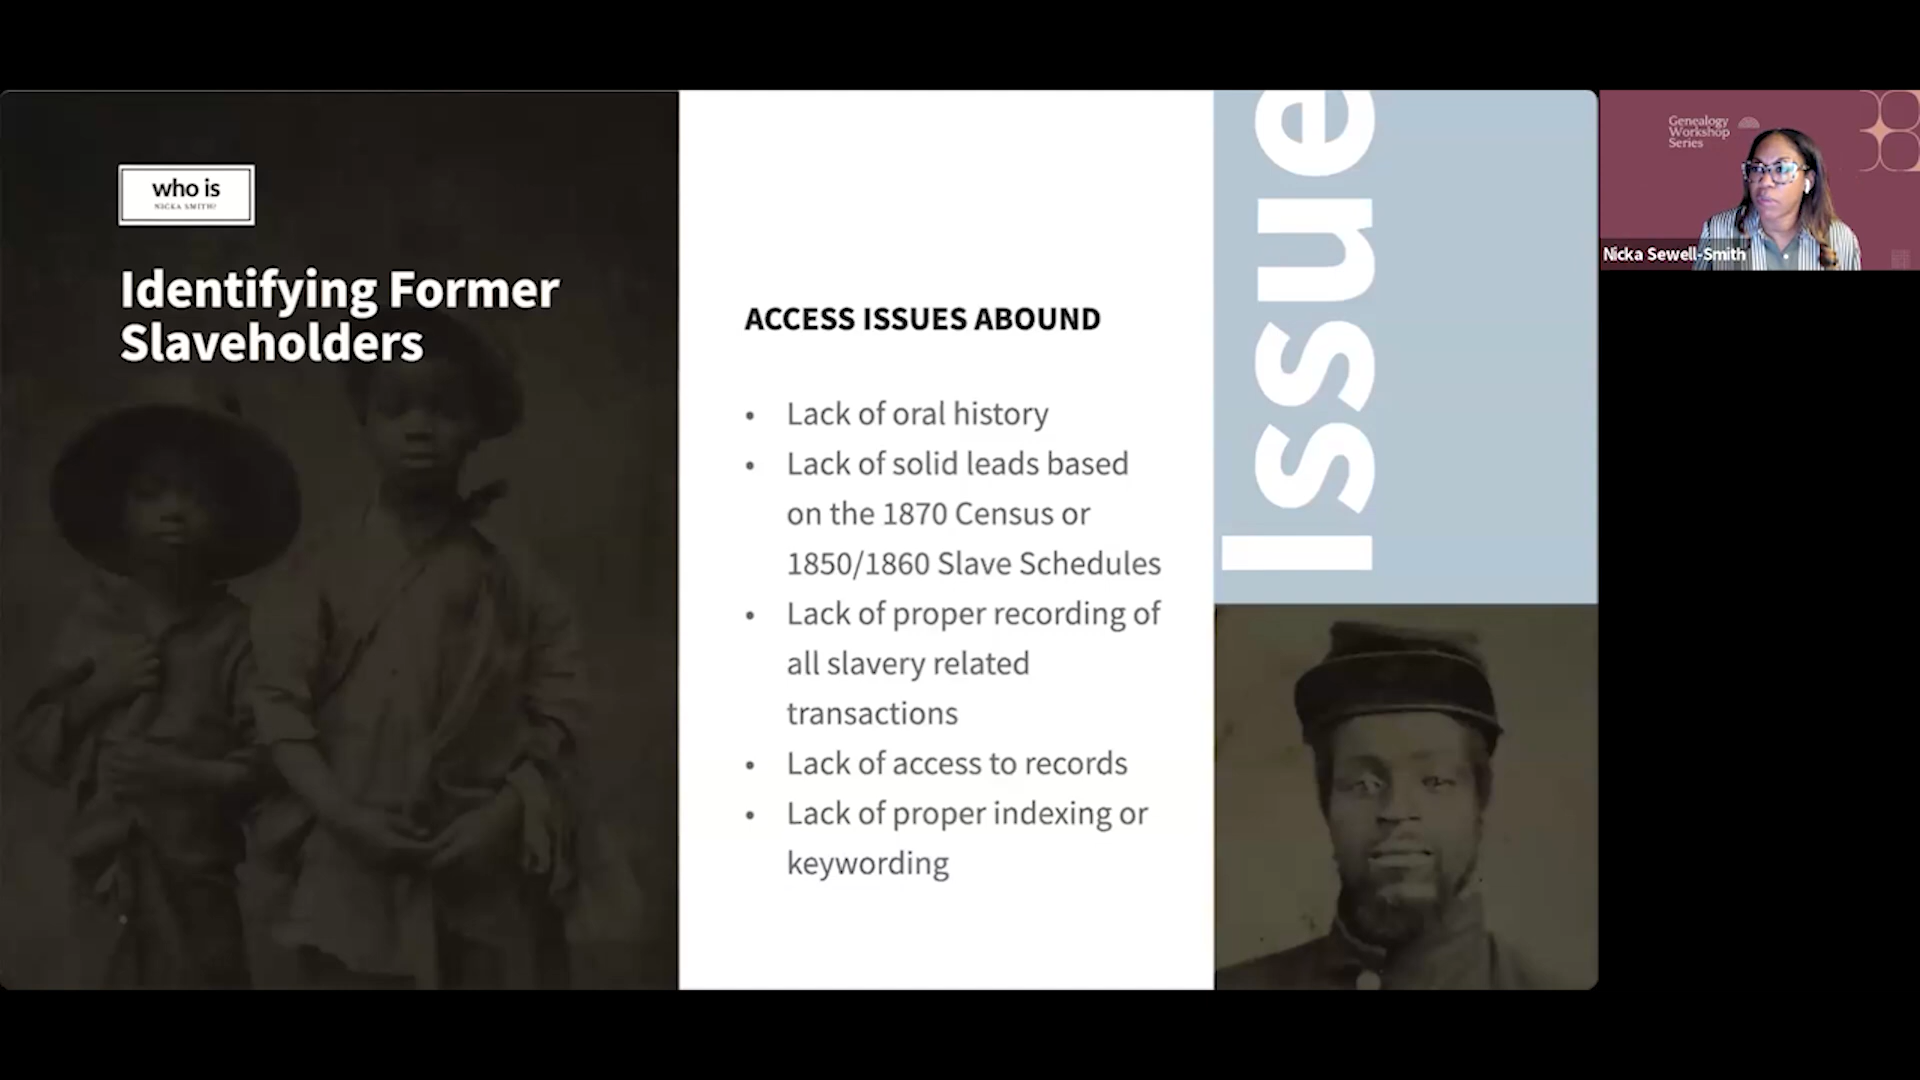 who is
NICKA SMITH?
Identifying Former
Slaveholders
ACCESS ISSUES ABOUND
• Lack of oral history
• Lack of solid leads based
on the 1870 Census or
1850/1860 Slave Schedules
• Lack of proper recording of
all slavery related
transactions
• Lack of access to records
• Lack of proper indexing or
keywording
Issue
Genealogy
Workshop
Series
Nicka Sewell-Smith